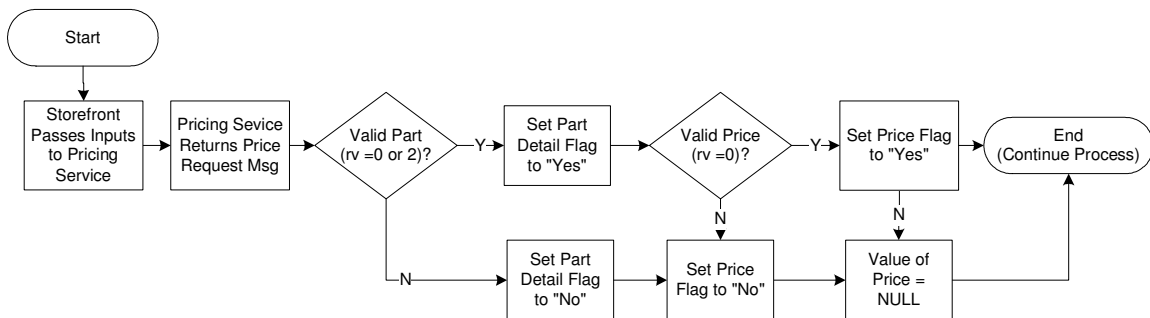 Start
Storefront
Passes Inputs
to Pricing
Service
Pricing Sevice
Returns Price
Request Msg
Valid Part
(rv =0 or 2)?
Y
Set Part
Detail Flag
to "Yes"
Valid Price
(rv =0)?
Y
Set Price Flag
to "Yes"
End
(Continue Process)
N
Set Part
Detail Flag
to "No"
N
Set Price
Flag to "No"
N
Value of
Price =
NULL